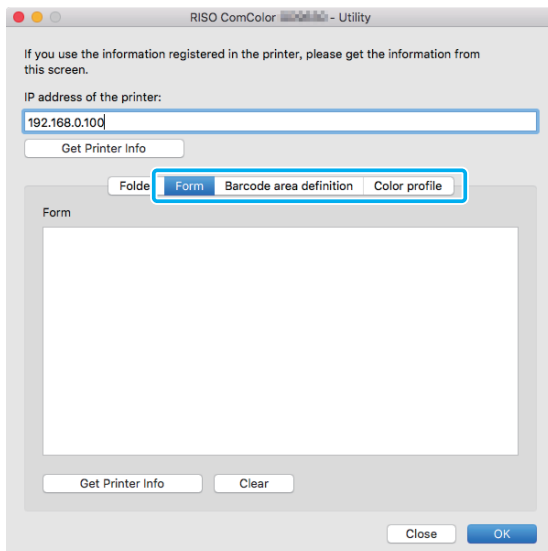 RISO ComColor - Utility
If you use the information registered in the printer, please get the information from
this screen.
IP address of the printer:
192.168.0.100
Get Printer Info
Folde Form Barcode area definition Color profile
Form
Get Printer Info Clear
Close OK